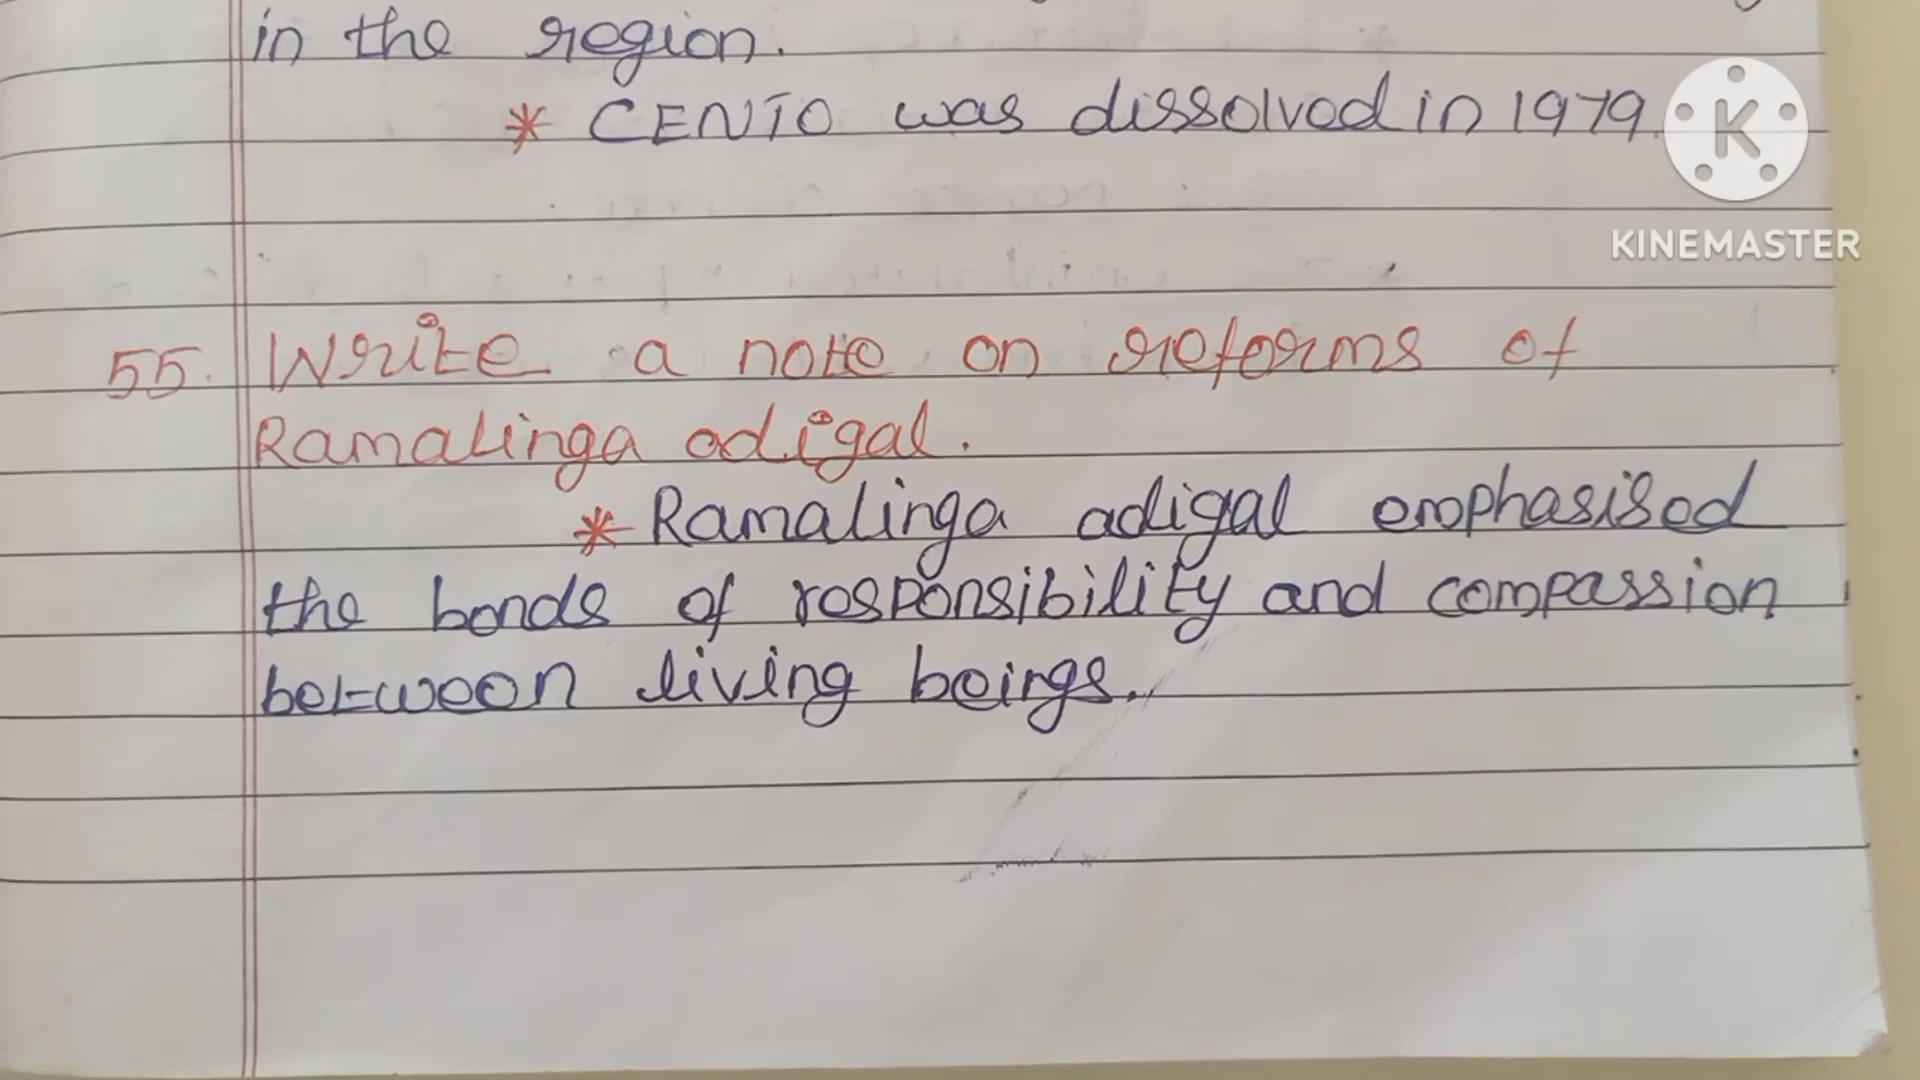 in the region.
* CENTO was dissolved in 1979.
K
KINEMASTER
55. Write a note on reforms of
Ramalinga adigal.
* Ramalinga adigal emphasised
the bonds of responsibility and compassion
between living beings.